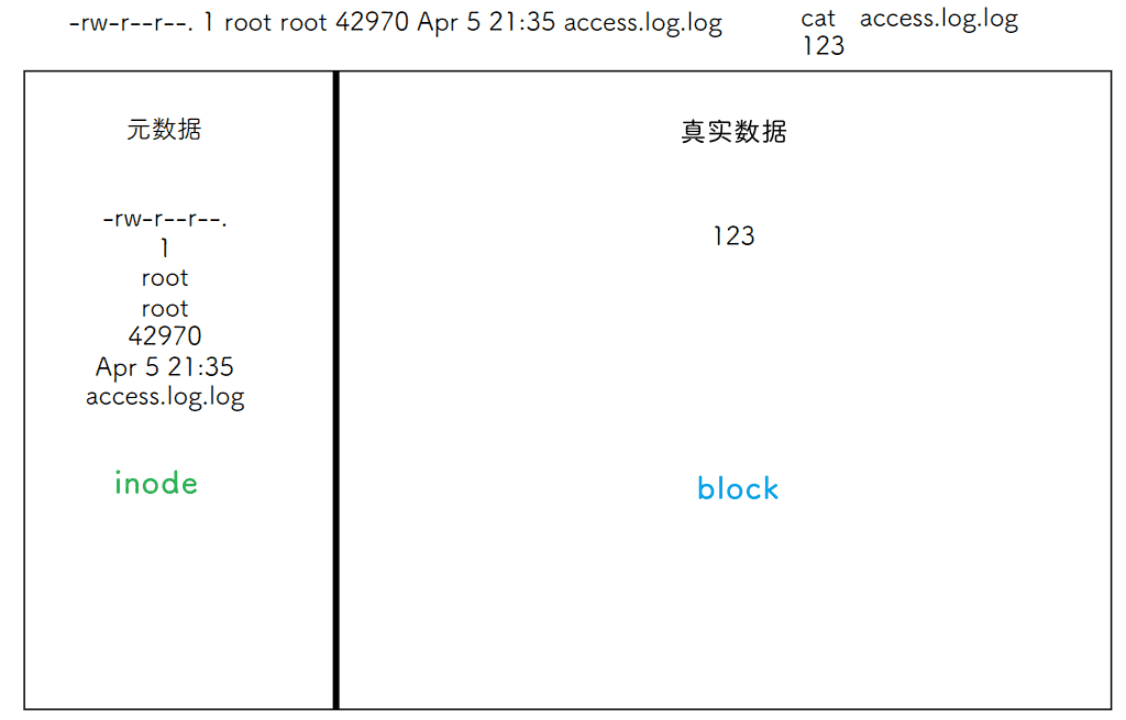 -rw-r--r--. 1 root root 42970 Apr 5 21:35 access.log.log
cat access.log.log
123
元数据
真实数据
-rw-r--r--.
1
root
root
42970
Apr 5 21:35
access.log.log
123
inode
block